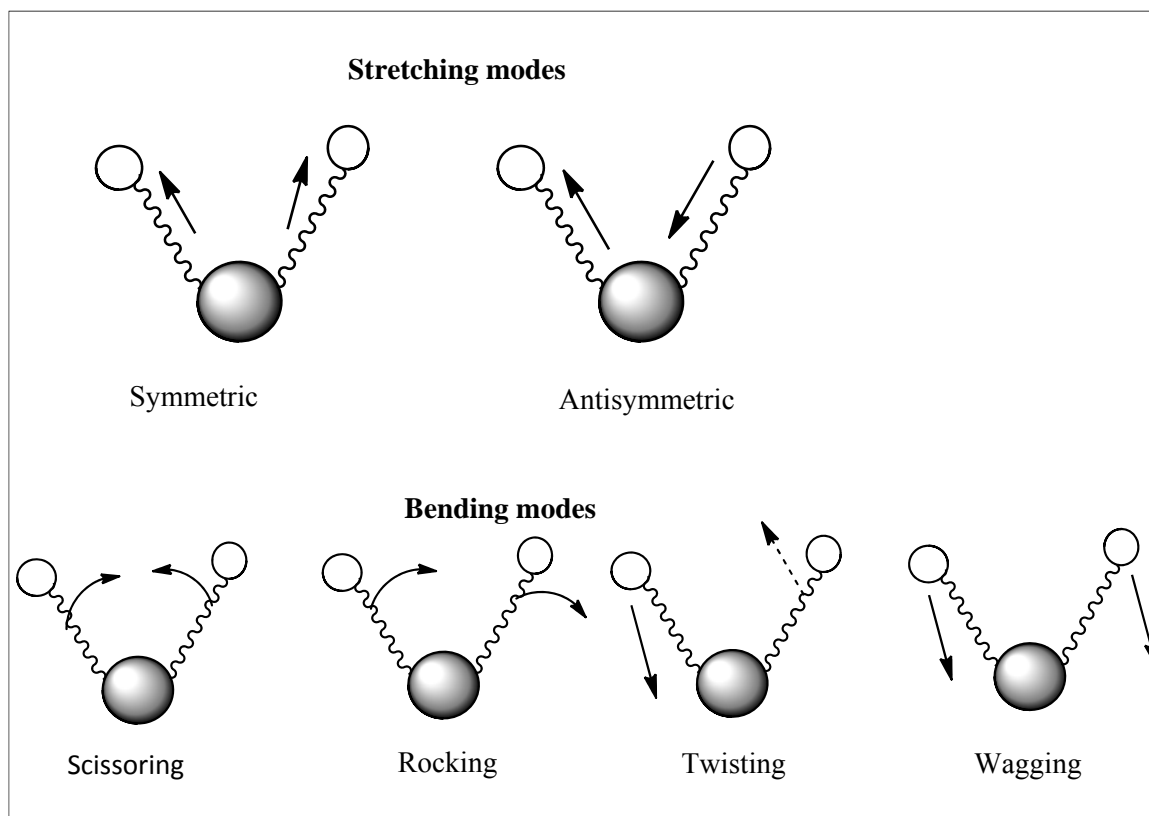 Stretching modes
Symmetric
Antisymmetric
Bending modes
Scissoring
Rocking
Twisting
Wagging